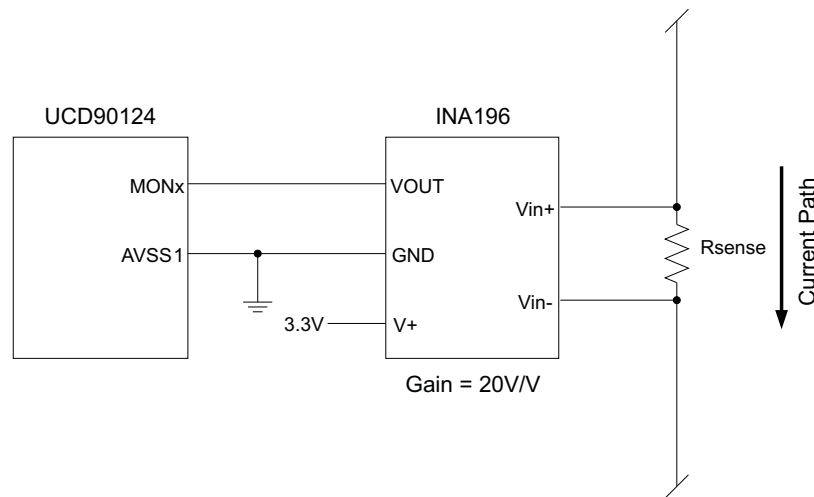 UCD90124
INA196
MONx
VOUT
Vin+
AVSS1
GND
Rsense
Current Path
Vin-
3.3V
V+
Gain = 20V/V